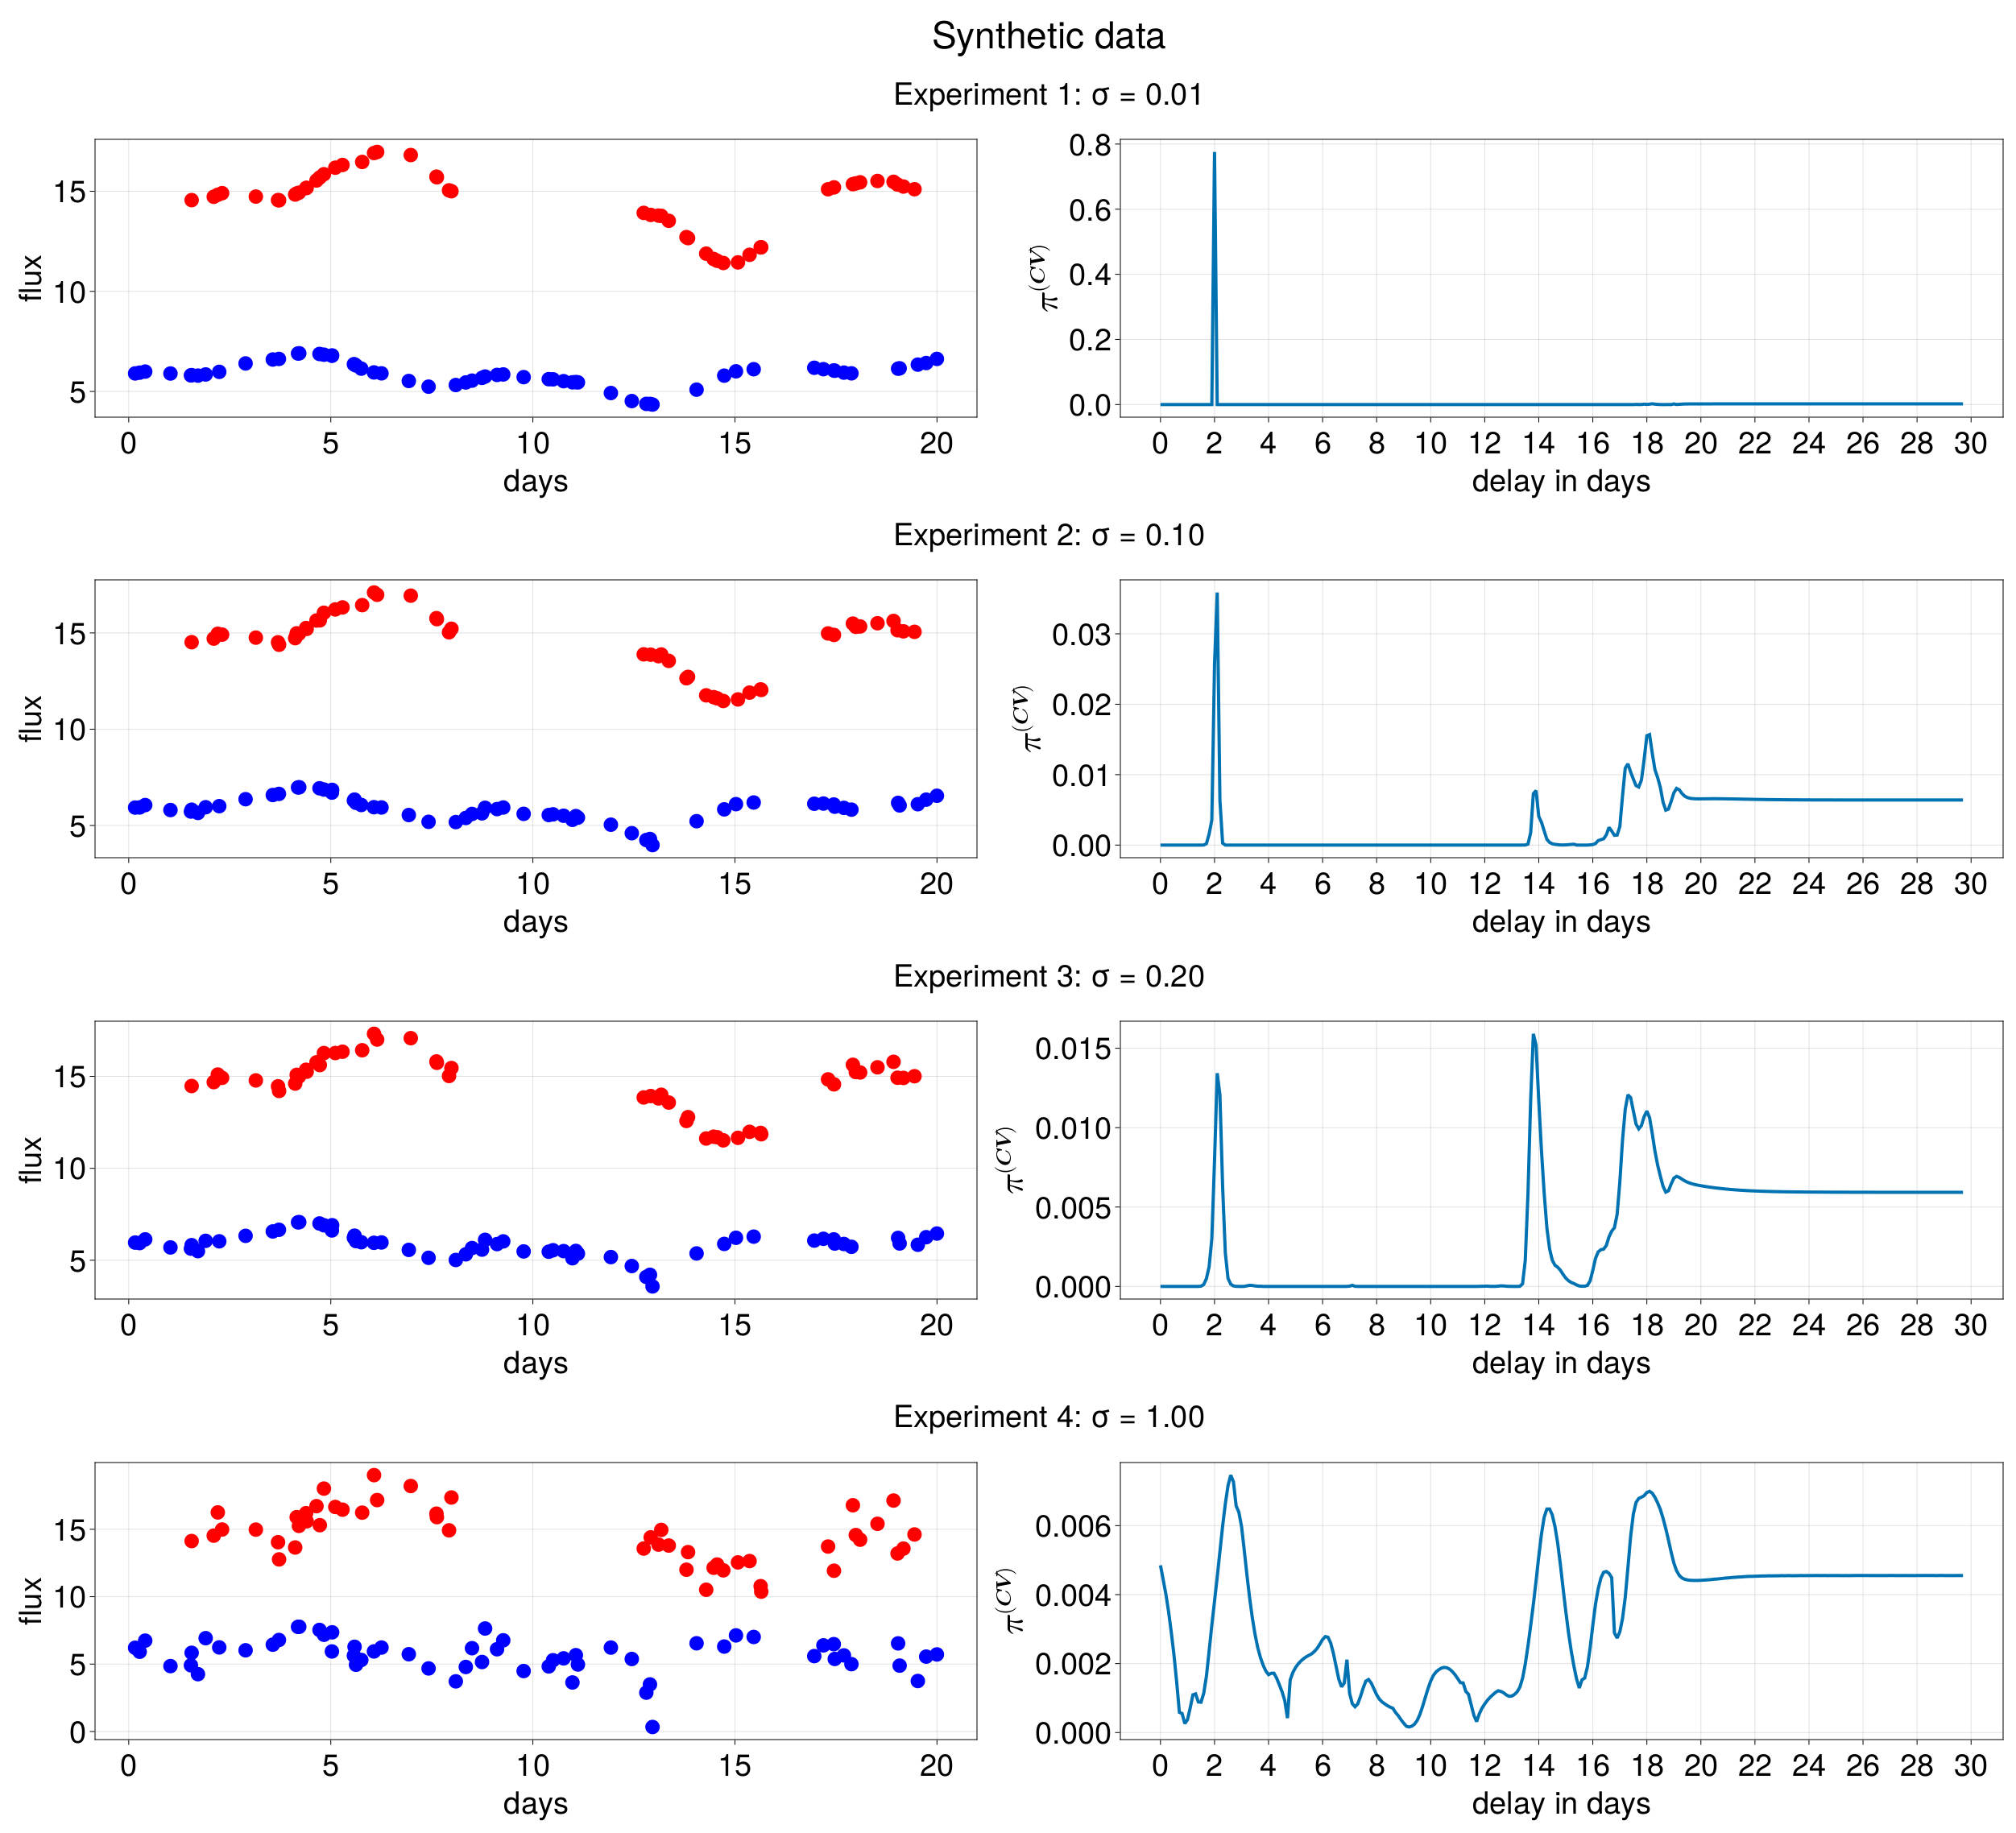 Synthetic data
Experiment 1: σ = 0.01
flux
15
10
5
0 5 10 15 20
days
π(CV)
0.8
0.6
0.4
0.2
0.0
0 2 4 6 8 10 12 14 16 18 20 22 24 26 28 30
delay in days
Experiment 2: σ = 0.10
flux
15
10
5
0 5 10 15 20
days
π(CV)
0.03
0.02
0.01
0.00
0 2 4 6 8 10 12 14 16 18 20 22 24 26 28 30
delay in days
Experiment 3: σ = 0.20
flux
15
10
5
0 5 10 15 20
days
π(CV)
0.015
0.010
0.005
0.000
0 2 4 6 8 10 12 14 16 18 20 22 24 26 28 30
delay in days
Experiment 4: σ = 1.00
flux
15
10
5
0
0 5 10 15 20
days
π(CV)
0.006
0.004
0.002
0.000
0 2 4 6 8 10 12 14 16 18 20 22 24 26 28 30
delay in days